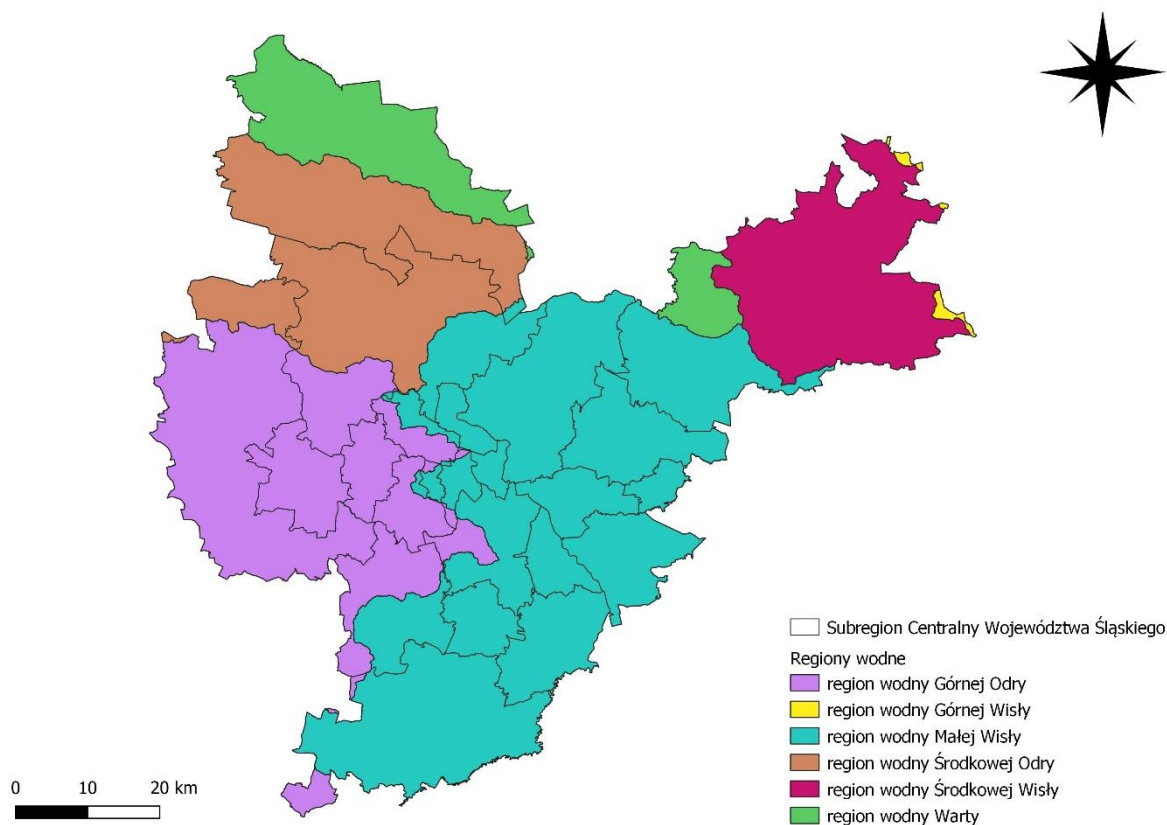 Subregion Centralny Województwa Śląskiego
Regiony wodne
region wodny Górnej Odry
region wodny Górnej Wisły
region wodny Małej Wisły
region wodny Środkowej Odry
region wodny Środkowej Wisły
region wodny Warty
0 10 20 km